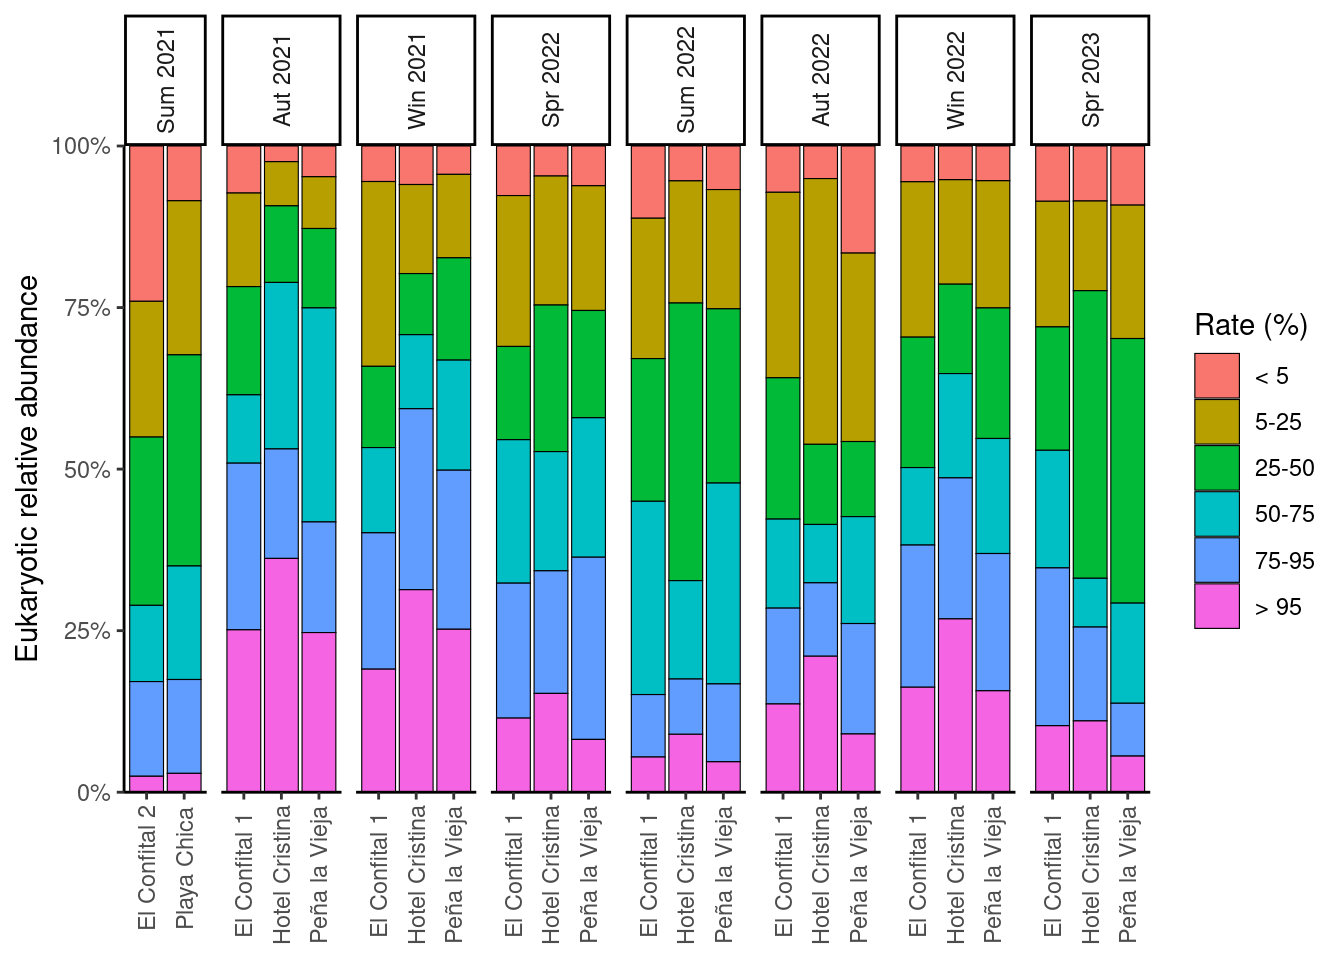 Sum 2021
Aut 2021
Win 2021
Spr 2022
Sum 2022
Aut 2022
Win 2022
Spr 2023
Eukaryotic relative abundance
100%
75%
50%
25%
0%
El Confital 2
Playa Chica
El Confital 1
Hotel Cristina
Peña la Vieja
El Confital 1
Hotel Cristina
Peña la Vieja
El Confital 1
Hotel Cristina
Peña la Vieja
El Confital 1
Hotel Cristina
Peña la Vieja
El Confital 1
Hotel Cristina
Peña la Vieja
El Confital 1
Hotel Cristina
Peña la Vieja
El Confital 1
Hotel Cristina
Peña la Vieja
Rate (%)
< 5
5-25
25-50
50-75
75-95
> 95